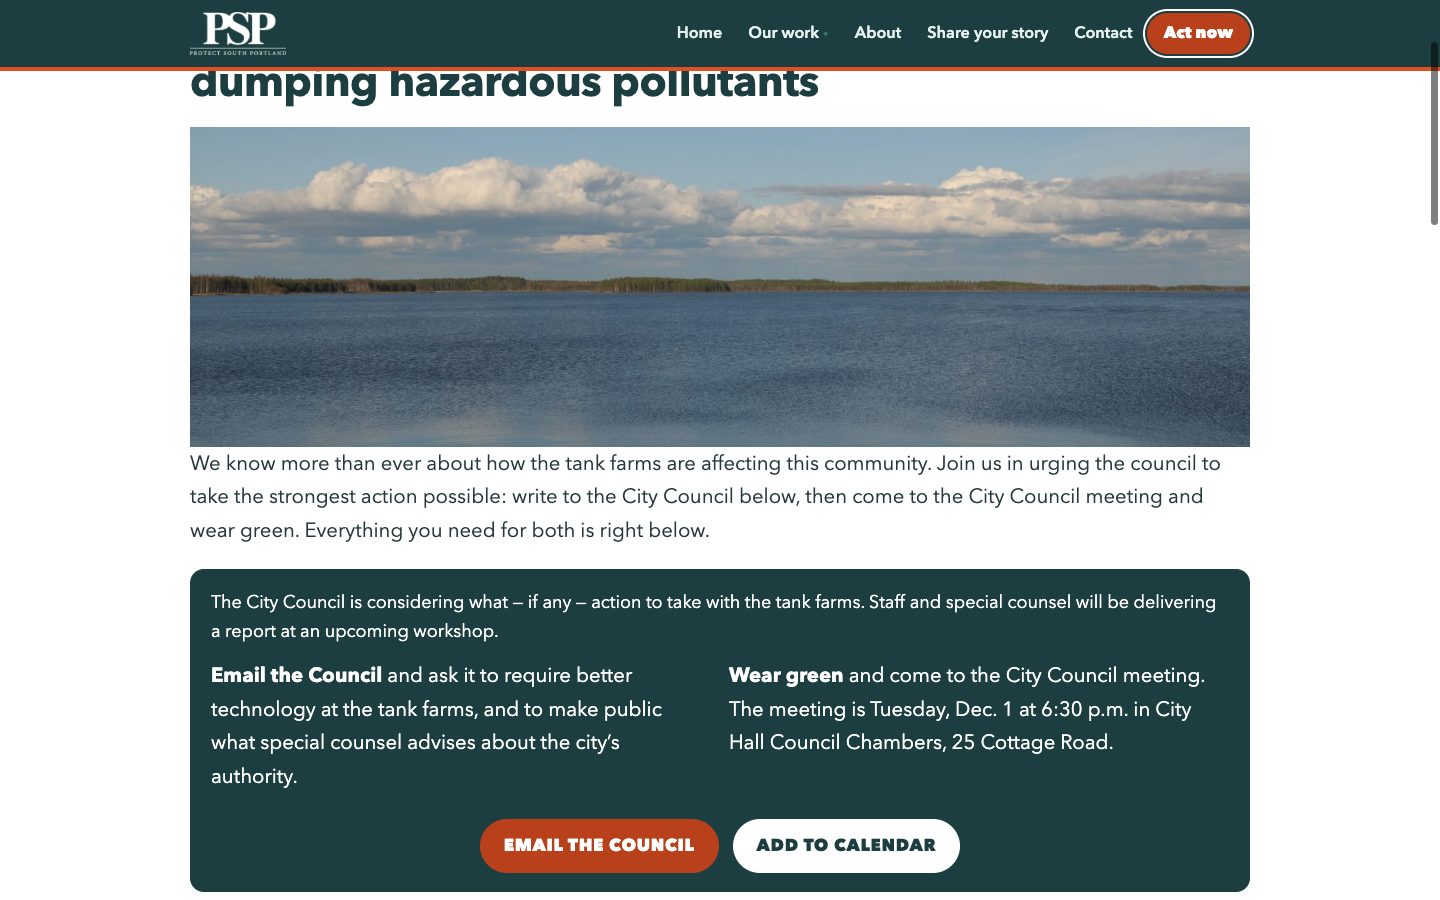 PSP
PROTECT SOUTH PORTLAND
Home Our work About Share your story Contact Act now
dumping hazardous pollutants
We know more than ever about how the tank farms are affecting this community. Join us in urging the council to
take the strongest action possible: write to the City Council below, then come to the City Council meeting and
wear green. Everything you need for both is right below.
The City Council is considering what – if any – action to take with the tank farms. Staff and special counsel will be delivering
a report at an upcoming workshop.
Email the Council and ask it to require better
technology at the tank farms, and to make public
what special counsel advises about the city’s
authority.
Wear green and come to the City Council meeting.
The meeting is Tuesday, Dec. 1 at 6:30 p.m. in City
Hall Council Chambers, 25 Cottage Road.
EMAIL THE COUNCIL
ADD TO CALENDAR